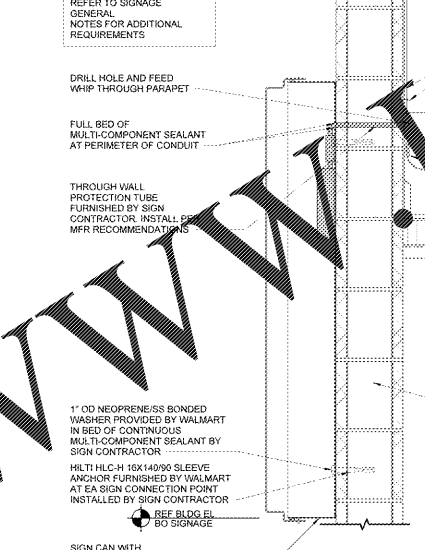 REFER TO SIGNAGE
GENERAL
NOTES FOR ADDITIONAL
REQUIREMENTS
DRILL HOLE AND FEED
WHIP THROUGH PARAPET
FULL BED OF
MULTI-COMPONENT SEALANT
AT PERIMETER OF CONDUIT
THROUGH WALL
PROTECTION TUBE
FURNISHED BY SIGN
CONTRACTOR. INSTALL PER
MFR RECOMMENDATIONS
WWW
1" OD NEOPRENE/SS BONDED
WASHER PROVIDED BY WALMART
IN BED OF CONTINUOUS
MULTI-COMPONENT SEALANT BY
SIGN CONTRACTOR
HILTI HLC-H 16X140/90 SLEEVE
ANCHOR FURNISHED BY WALMART
AT EA SIGN CONNECTION POINT
INSTALLED BY SIGN CONTRACTOR
REF BLDG EL
BO SIGNAGE
SIGN CAN WITH